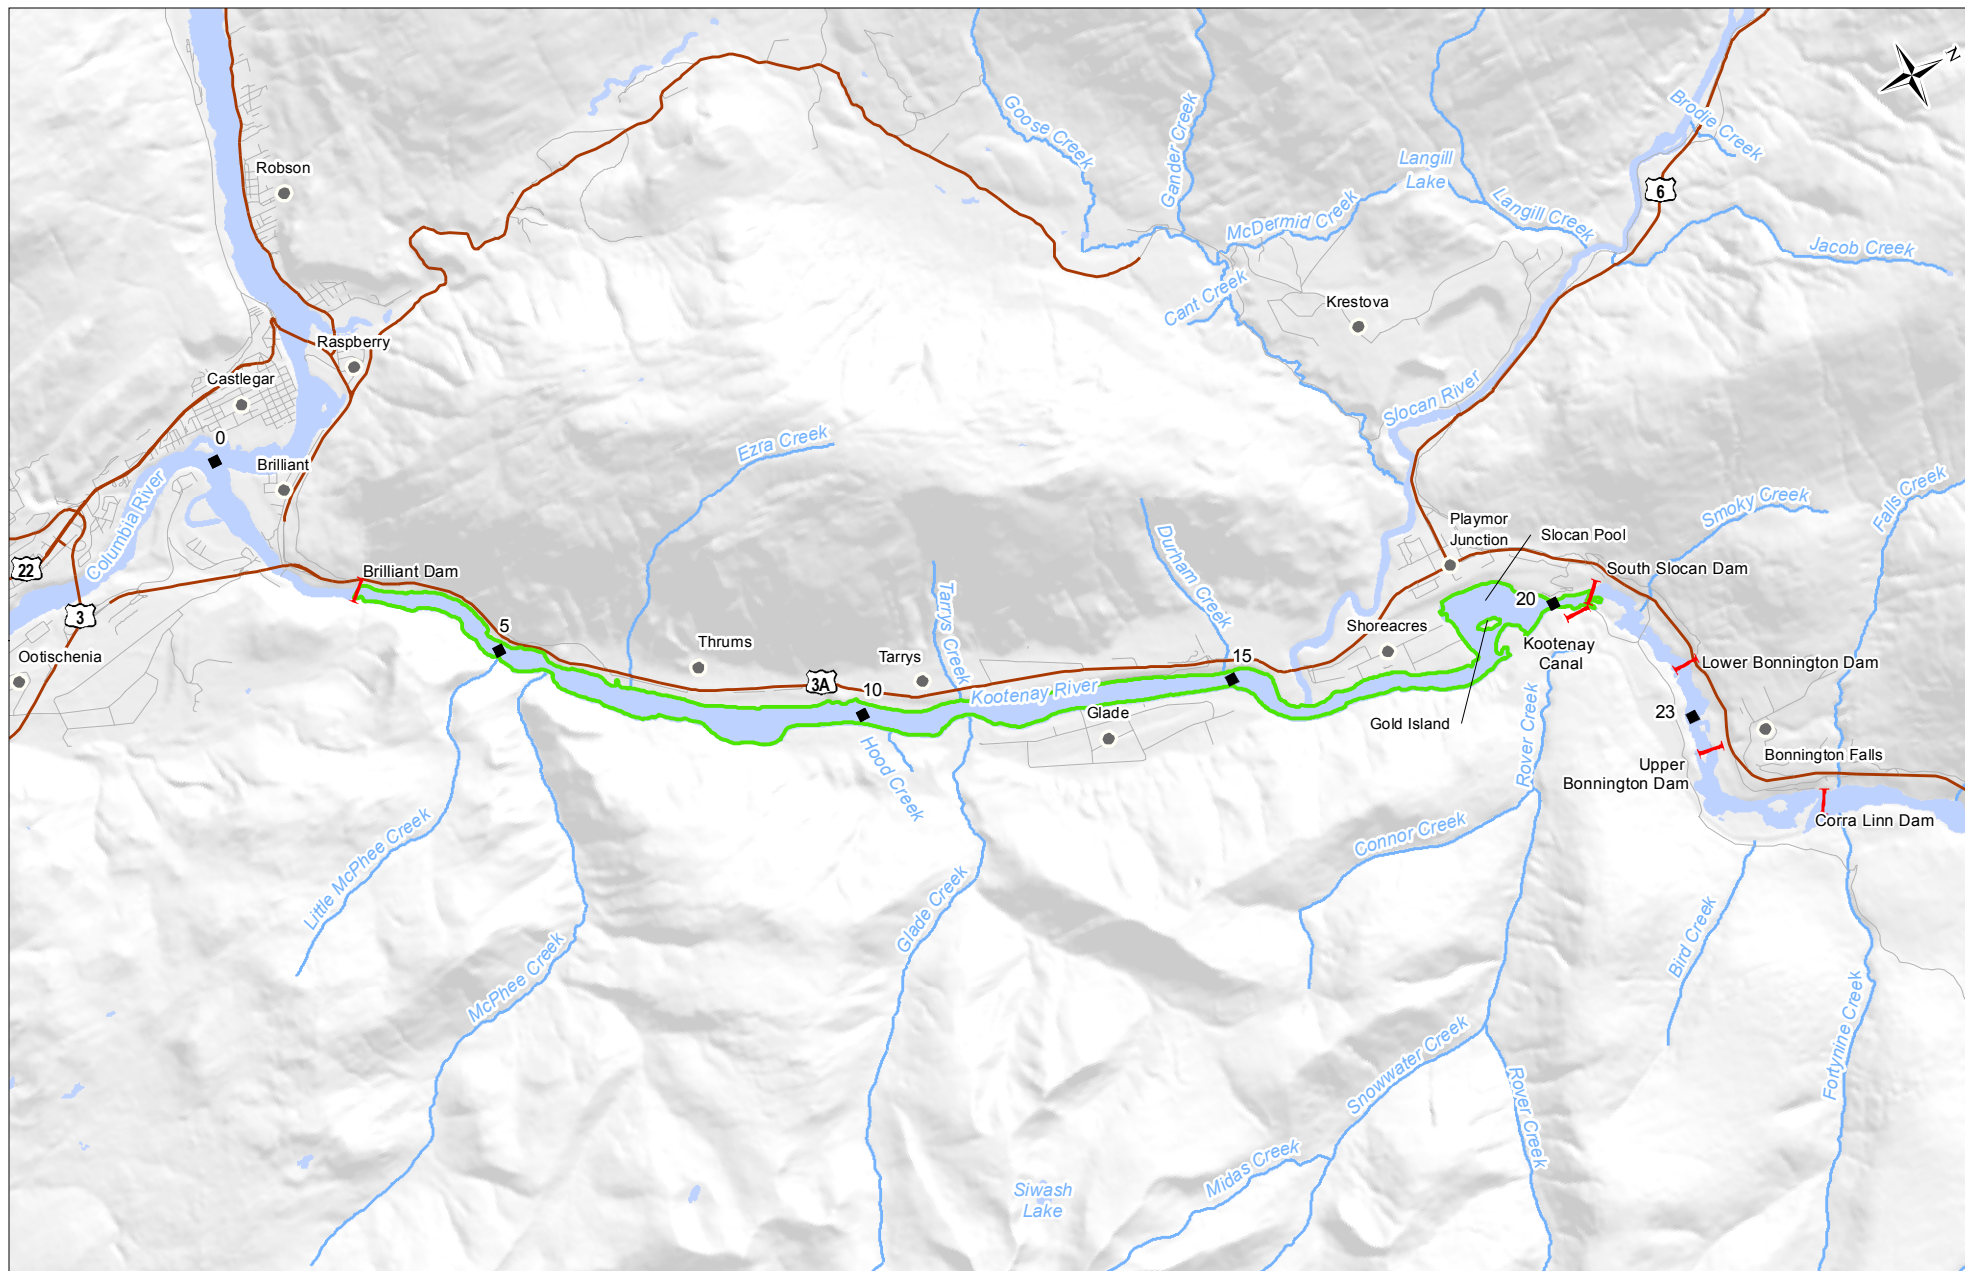 N
Goose Creek
Gander Creek
Brodie Creek
Langill
Lake
Robson
6
McDermid Creek
Langill Creek
Jacob Creek
Cant Creek
Krestova
Raspberry
Castlegar
Slocan River
0
Ezra Creek
Brilliant
Columbia River
Smoky Creek
Falls Creek
Playmor
Junction
Slocan Pool
Durham Creek
22
Brilliant Dam
South Slocan Dam
Tarrys Creek
20
3
5
Shoreacres
Kootenay
Canal
Ootischenia
Thrums
Tarrys
15
Lower Bonnington Dam
3A
10
Kootenay River
Glade
Gold Island
23
Rover Creek
Hood Creek
Bonnington Falls
Upper
Bonnington Dam
Corra Linn Dam
Connor Creek
Little McPhee Creek
Glade Creek
Bird Creek
McPhee Creek
Fortynine Creek
Snowwater Creek
Rover Creek
Midas Creek
Siwash
Lake